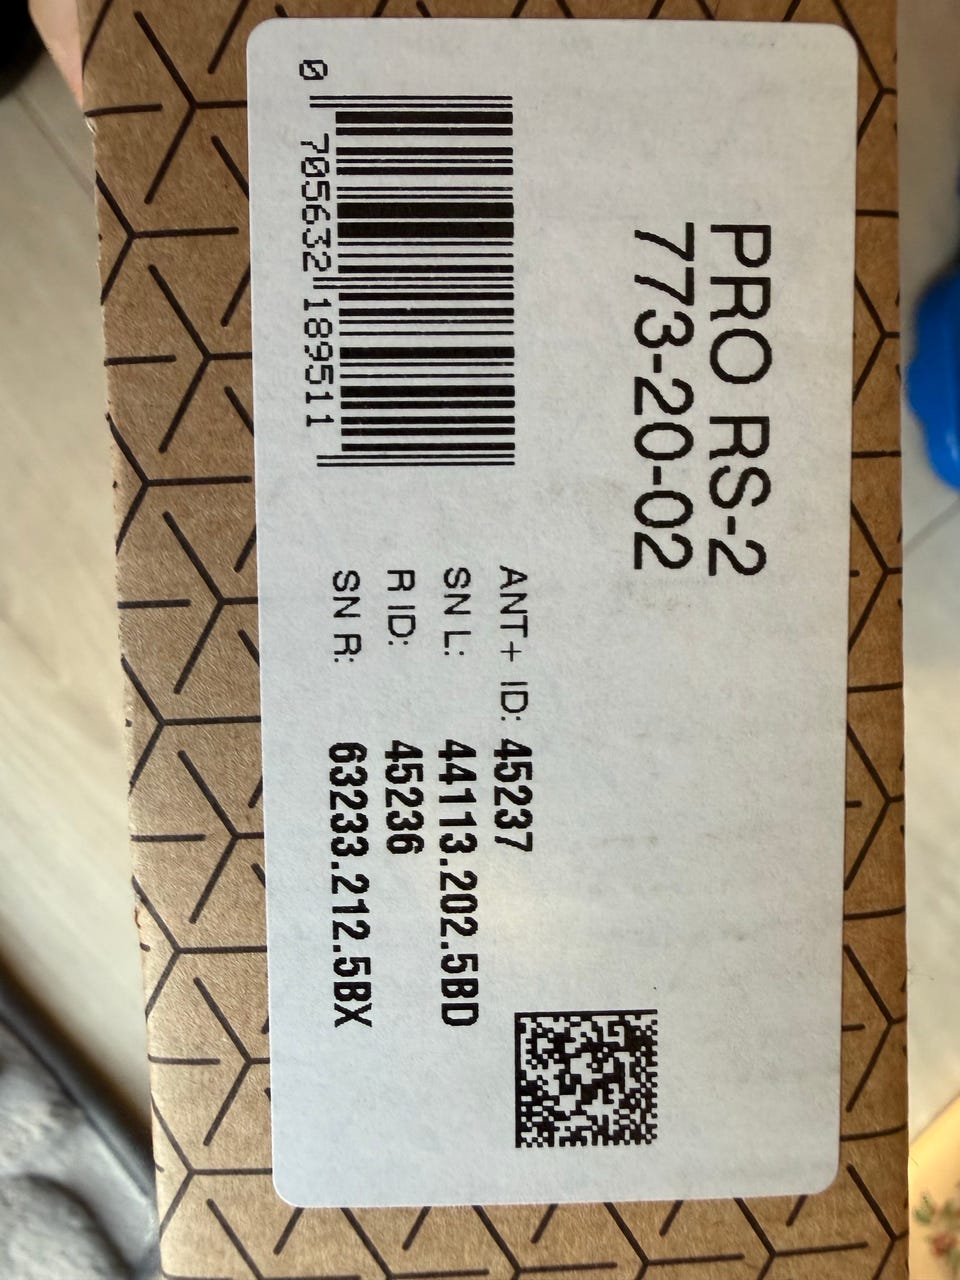 PRO RS-2
773-20-02
ANT+ ID: 45237
SN L: 44113.202.5BD
R ID: 45236
SN R: 63233.212.5BX
0 705632 189511